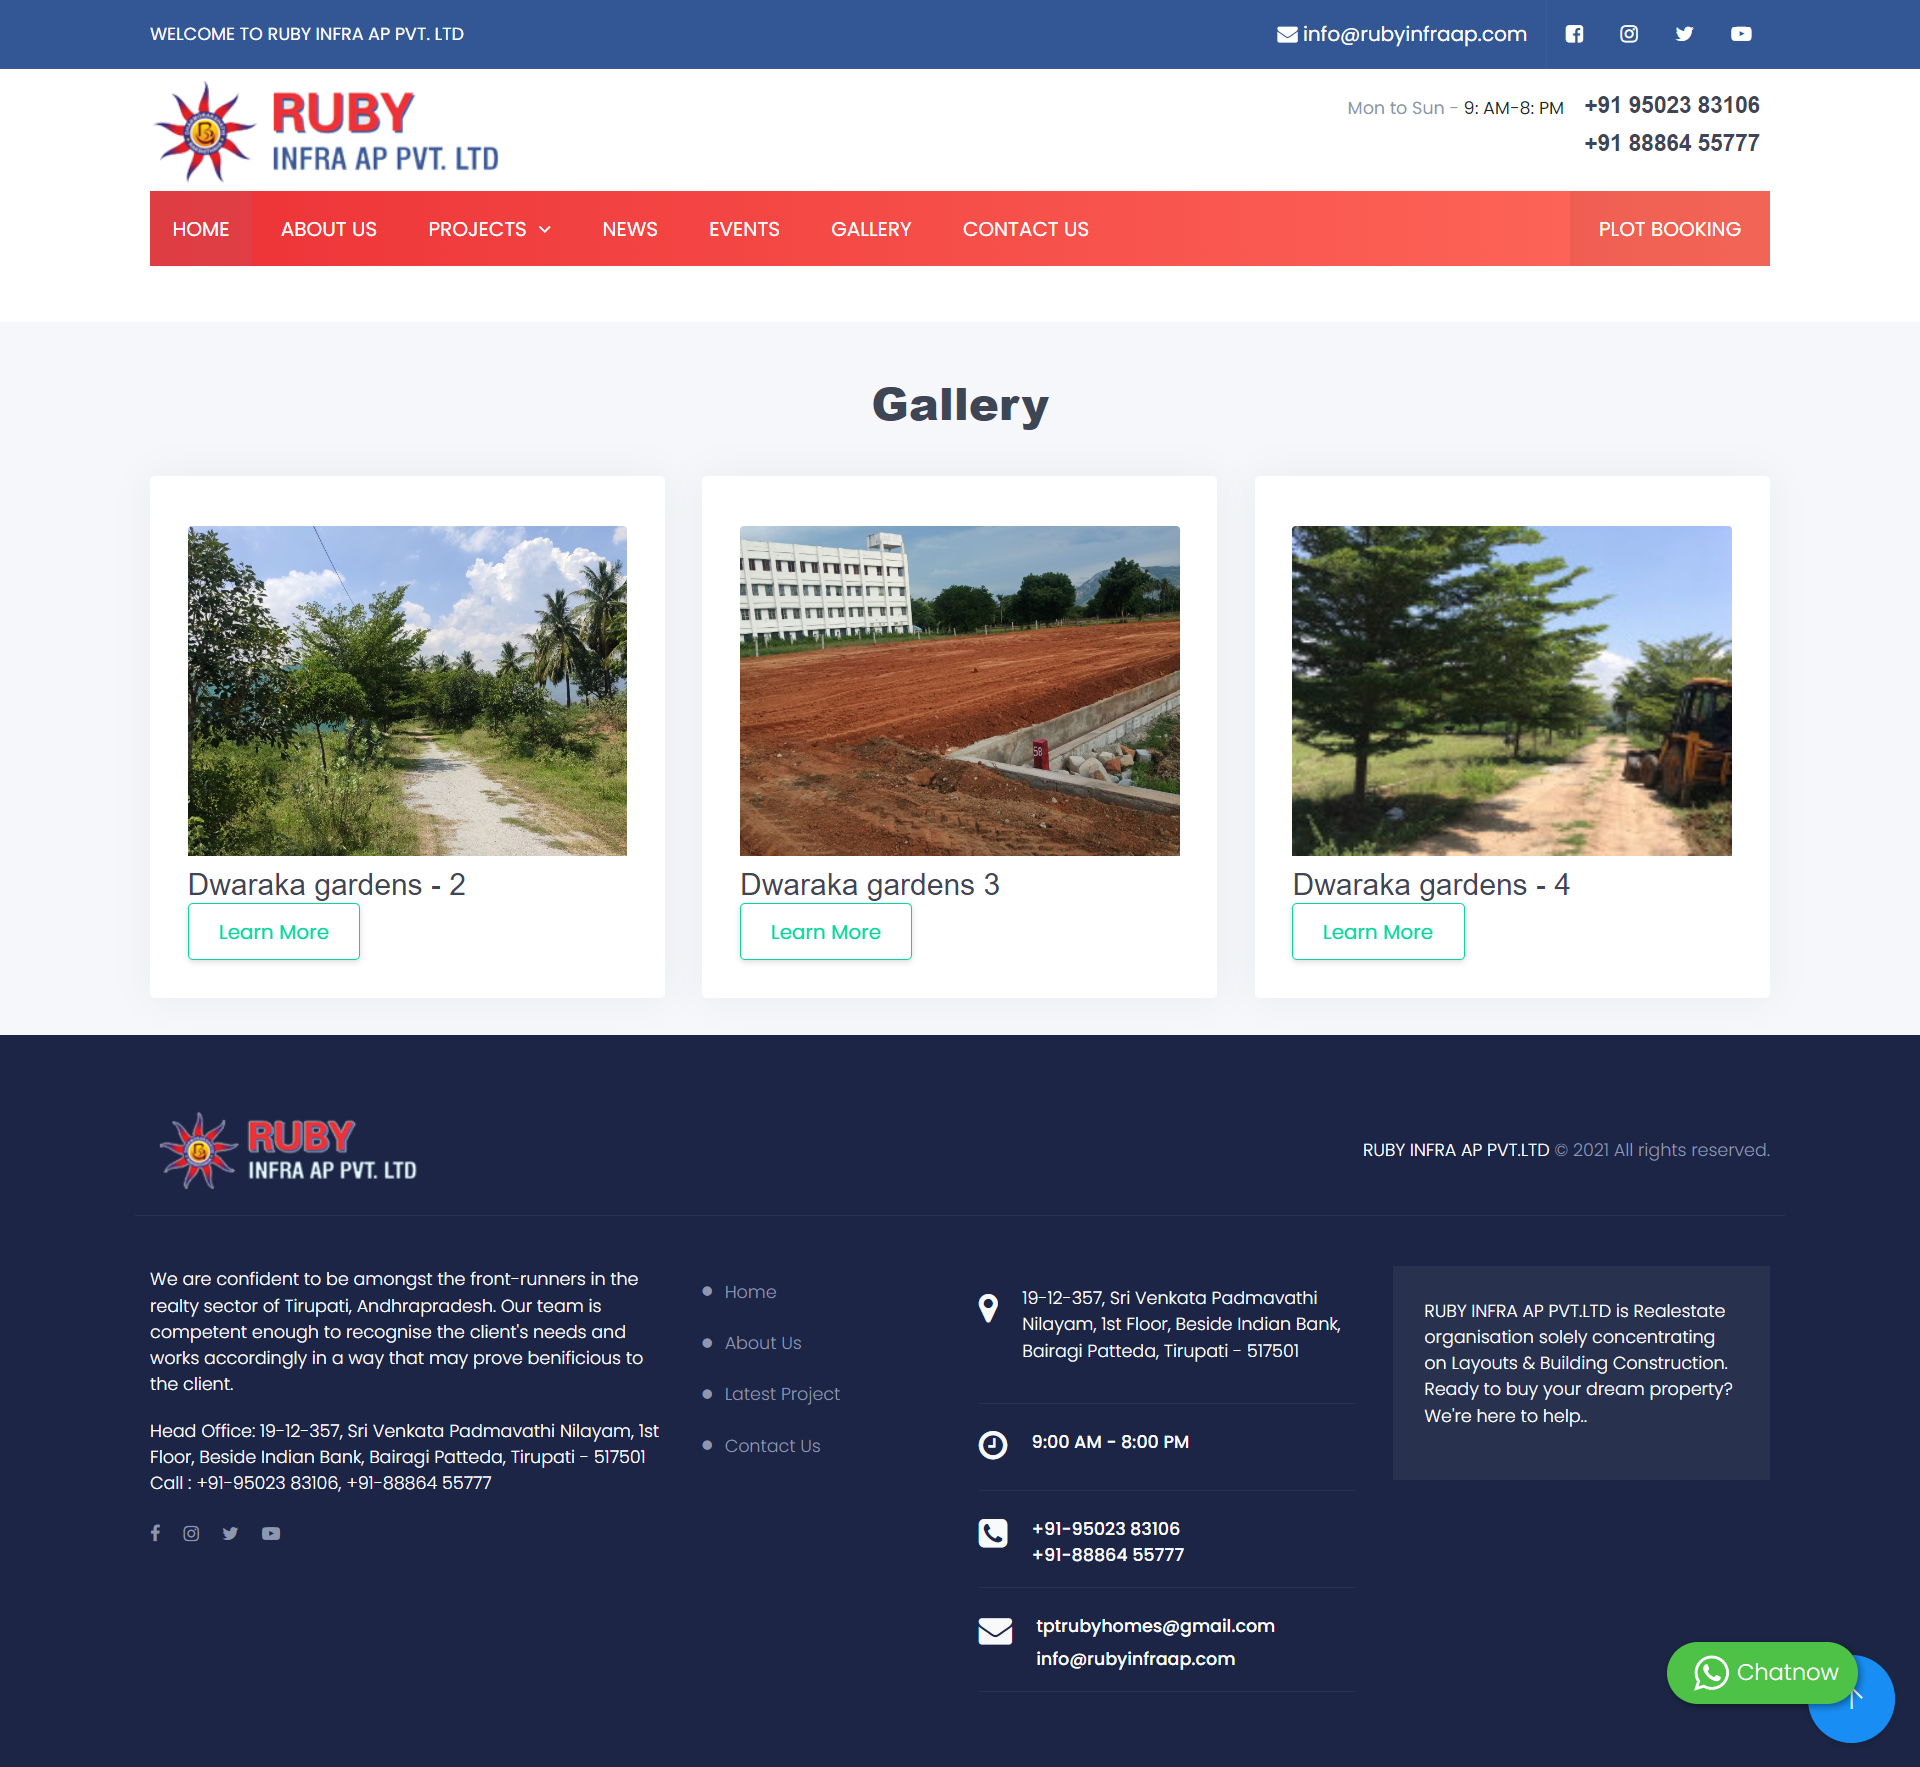 WELCOME TO RUBY INFRA AP PVT. LTD
info@rubyinfraap.com
RUBY
INFRA AP PVT. LTD
Mon to Sun - 9: AM-8: PM
+91 95023 83106
+91 88864 55777
HOME
ABOUT US
PROJECTS
NEWS
EVENTS
GALLERY
CONTACT US
PLOT BOOKING
Gallery
58
Dwaraka gardens - 2
Learn More
Dwaraka gardens 3
Learn More
Dwaraka gardens - 4
Learn More
RUBY
INFRA AP PVT. LTD
RUBY INFRA AP PVT.LTD © 2021 All rights reserved.
We are confident to be amongst the front-runners in the
realty sector of Tirupati, Andhrapradesh. Our team is
competent enough to recognise the client's needs and
works accordingly in a way that may prove benificious to
the client.
Head Office: 19-12-357, Sri Venkata Padmavathi Nilayam, 1st
Floor, Beside Indian Bank, Bairagi Patteda, Tirupati - 517501
Call : +91-95023 83106, +91-88864 55777
Home
About Us
Latest Project
Contact Us
19-12-357, Sri Venkata Padmavathi
Nilayam, 1st Floor, Beside Indian Bank,
Bairagi Patteda, Tirupati - 517501
9:00 AM - 8:00 PM
+91-95023 83106
+91-88864 55777
tptrubyhomes@gmail.com
info@rubyinfraap.com
RUBY INFRA AP PVT.LTD is Realestate
organisation solely concentrating
on Layouts & Building Construction.
Ready to buy your dream property?
We're here to help..
Chatnow